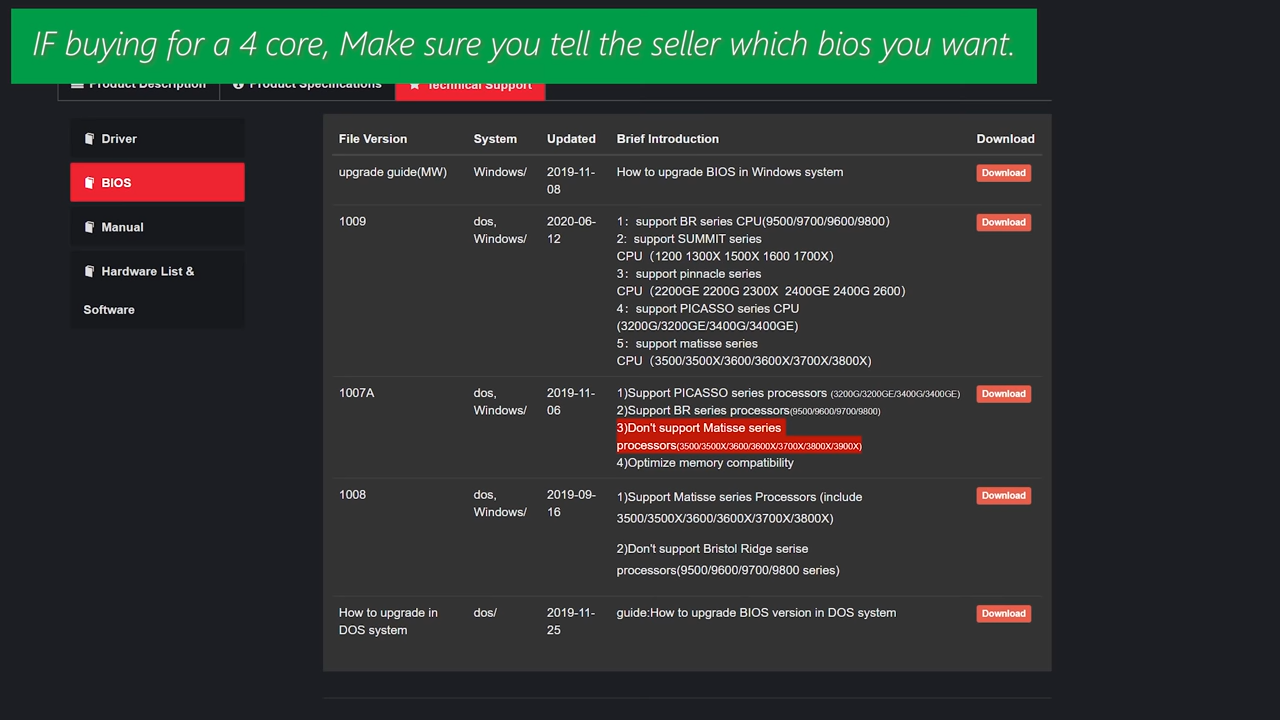 IF buying for a 4 core, Make sure you tell the seller which bios you want.
Product Description Product Specifications Technical Support
Driver
BIOS
Manual
Hardware List &
Software
File Version System Updated Brief Introduction Download
upgrade guide(MW) Windows/ 2019-11-08 How to upgrade BIOS in Windows system Download
1009 dos, Windows/ 2020-06-12 1：support BR series CPU(9500/9700/9600/9800) Download
2:  support SUMMIT series
CPU（1200 1300X 1500X 1600 1700X)
3：support pinnacle series
CPU（2200GE 2200G 2300X  2400GE 2400G 2600）
4：support PICASSO series CPU
(3200G/3200GE/3400G/3400GE)
5：support matisse series
CPU（3500/3500X/3600/3600X/3700X/3800X)
1007A dos, Windows/ 2019-11-06 1)Support PICASSO series processors (3200G/3200GE/3400G/3400GE) Download
2)Support BR series processors(9500/9600/9700/9800)
3)Don't support Matisse series
processors(3500/3500X/3600/3600X/3700X/3800X/3900X)
4)Optimize memory compatibility
1008 dos, Windows/ 2019-09-16 1)Support Matisse series Processors (include Download
3500/3500X/3600/3600X/3700X/3800X)
2)Don't support Bristol Ridge serise
processors(9500/9600/9700/9800 series)
How to upgrade in DOS system dos/ 2019-11-25 guide:How to upgrade BIOS version in DOS system Download